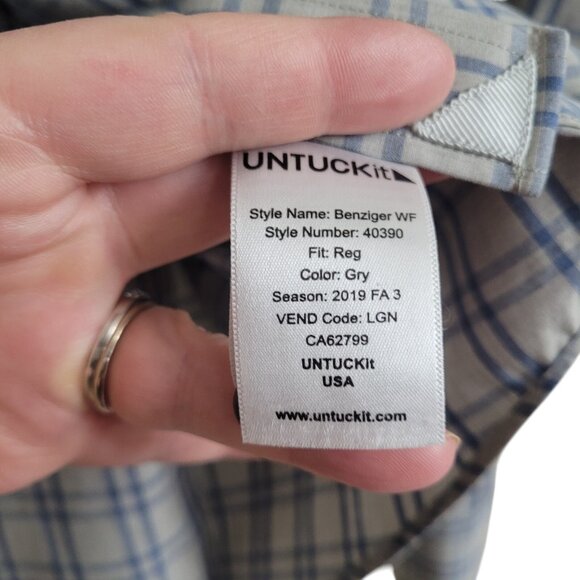 UNTUCKit
Style Name: Benziger WF
Style Number: 40390
Fit: Reg
Color: Gry
Season: 2019 FA 3
VEND Code: LGN
CA62799
UNTUCKit
USA
www.untuckit.com